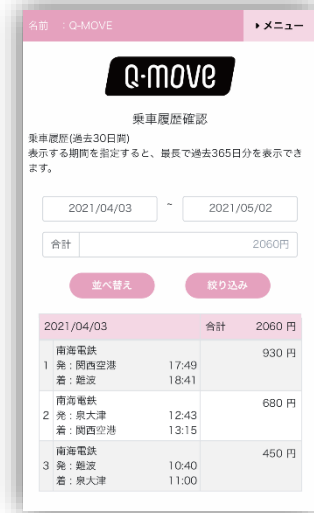 名前 : Q-MOVE
▶メニュー
Q-move
乗車履歴確認
乗車履歴(過去30日間)
表示する期間を指定すると、最長で過去365日分を表示でき
ます。
2021/04/03 ~ 2021/05/02
合計 2060円
並べ替え 絞り込み
2021/04/03 合計 2060 円
南海電鉄 930 円
1 発：関西空港 17:49
着：難波 18:41
南海電鉄 680 円
2 発：泉大津 12:43
着：関西空港 13:15
南海電鉄 450 円
3 発：難波 10:40
着：泉大津 11:00